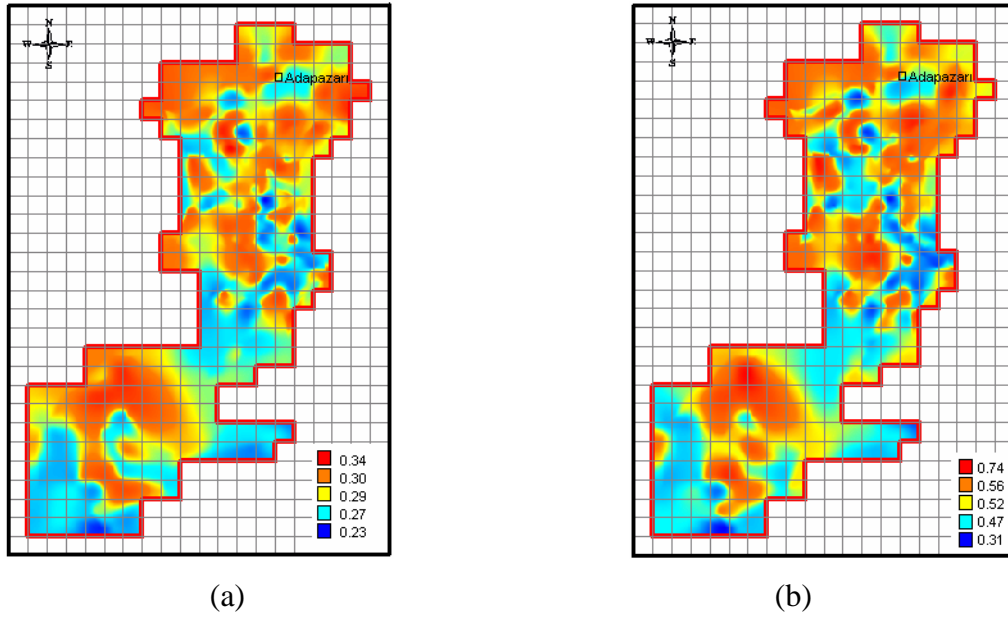 N
W E
S
Adapazarı
0.34
0.30
0.29
0.27
0.23
(a)
N
W E
S
Adapazarı
0.74
0.56
0.52
0.47
0.31
(b)